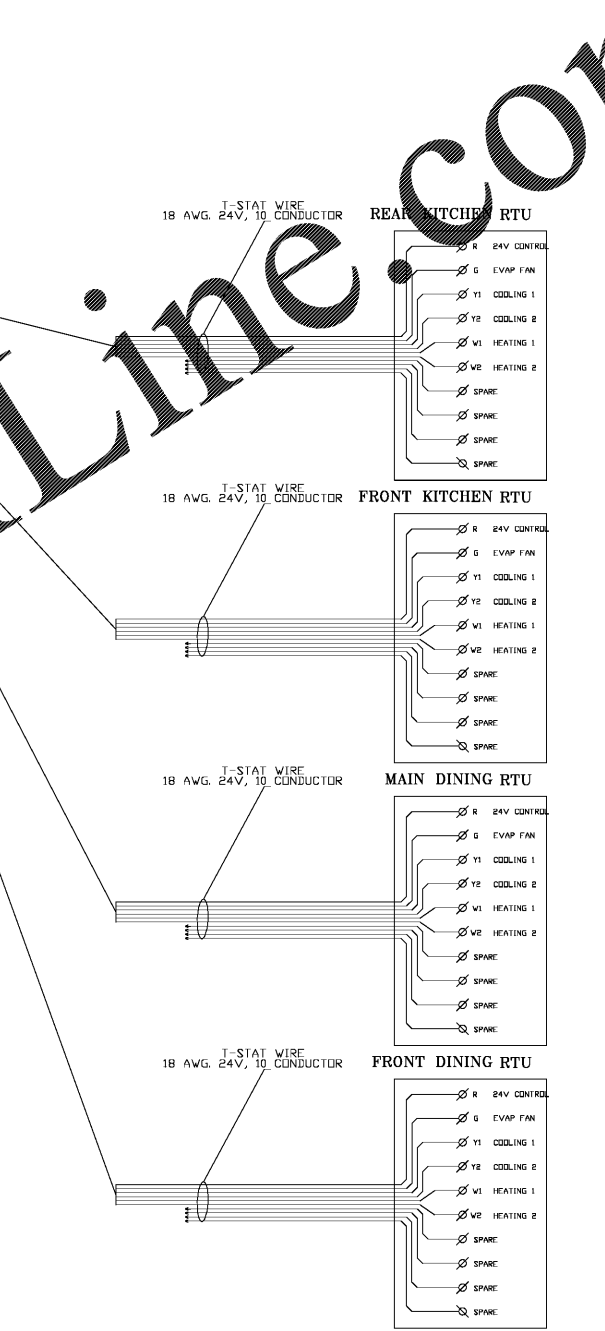 Line.co
T-STAT WIRE
18 AWG. 24V, 10 CONDUCTOR
REAR KITCHEN RTU
R 24V CONTROL
G EVAP FAN
Y1 COOLING 1
Y2 COOLING 2
W1 HEATING 1
W2 HEATING 2
SPARE
SPARE
SPARE
SPARE
T-STAT WIRE
18 AWG. 24V, 10 CONDUCTOR
FRONT KITCHEN RTU
R 24V CONTROL
G EVAP FAN
Y1 COOLING 1
Y2 COOLING 2
W1 HEATING 1
W2 HEATING 2
SPARE
SPARE
SPARE
SPARE
T-STAT WIRE
18 AWG. 24V, 10 CONDUCTOR
MAIN DINING RTU
R 24V CONTROL
G EVAP FAN
Y1 COOLING 1
Y2 COOLING 2
W1 HEATING 1
W2 HEATING 2
SPARE
SPARE
SPARE
SPARE
T-STAT WIRE
18 AWG. 24V, 10 CONDUCTOR
FRONT DINING RTU
R 24V CONTROL
G EVAP FAN
Y1 COOLING 1
Y2 COOLING 2
W1 HEATING 1
W2 HEATING 2
SPARE
SPARE
SPARE
SPARE